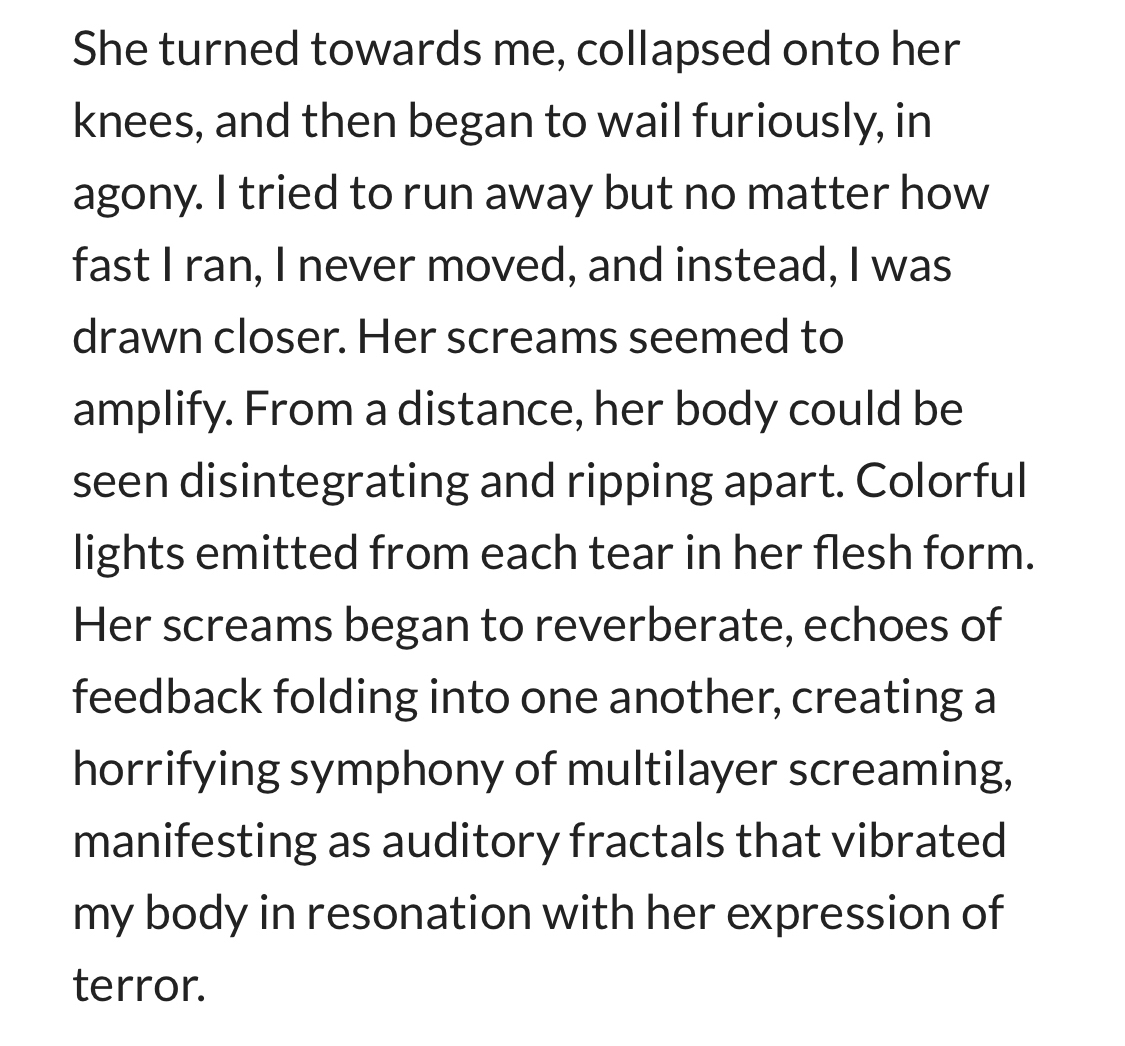 She turned towards me, collapsed onto her
knees, and then began to wail furiously, in
agony. I tried to run away but no matter how
fast I ran, I never moved, and instead, I was
drawn closer. Her screams seemed to
amplify. From a distance, her body could be
seen disintegrating and ripping apart. Colorful
lights emitted from each tear in her flesh form.
Her screams began to reverberate, echoes of
feedback folding into one another, creating a
horrifying symphony of multilayer screaming,
manifesting as auditory fractals that vibrated
my body in resonation with her expression of
terror.